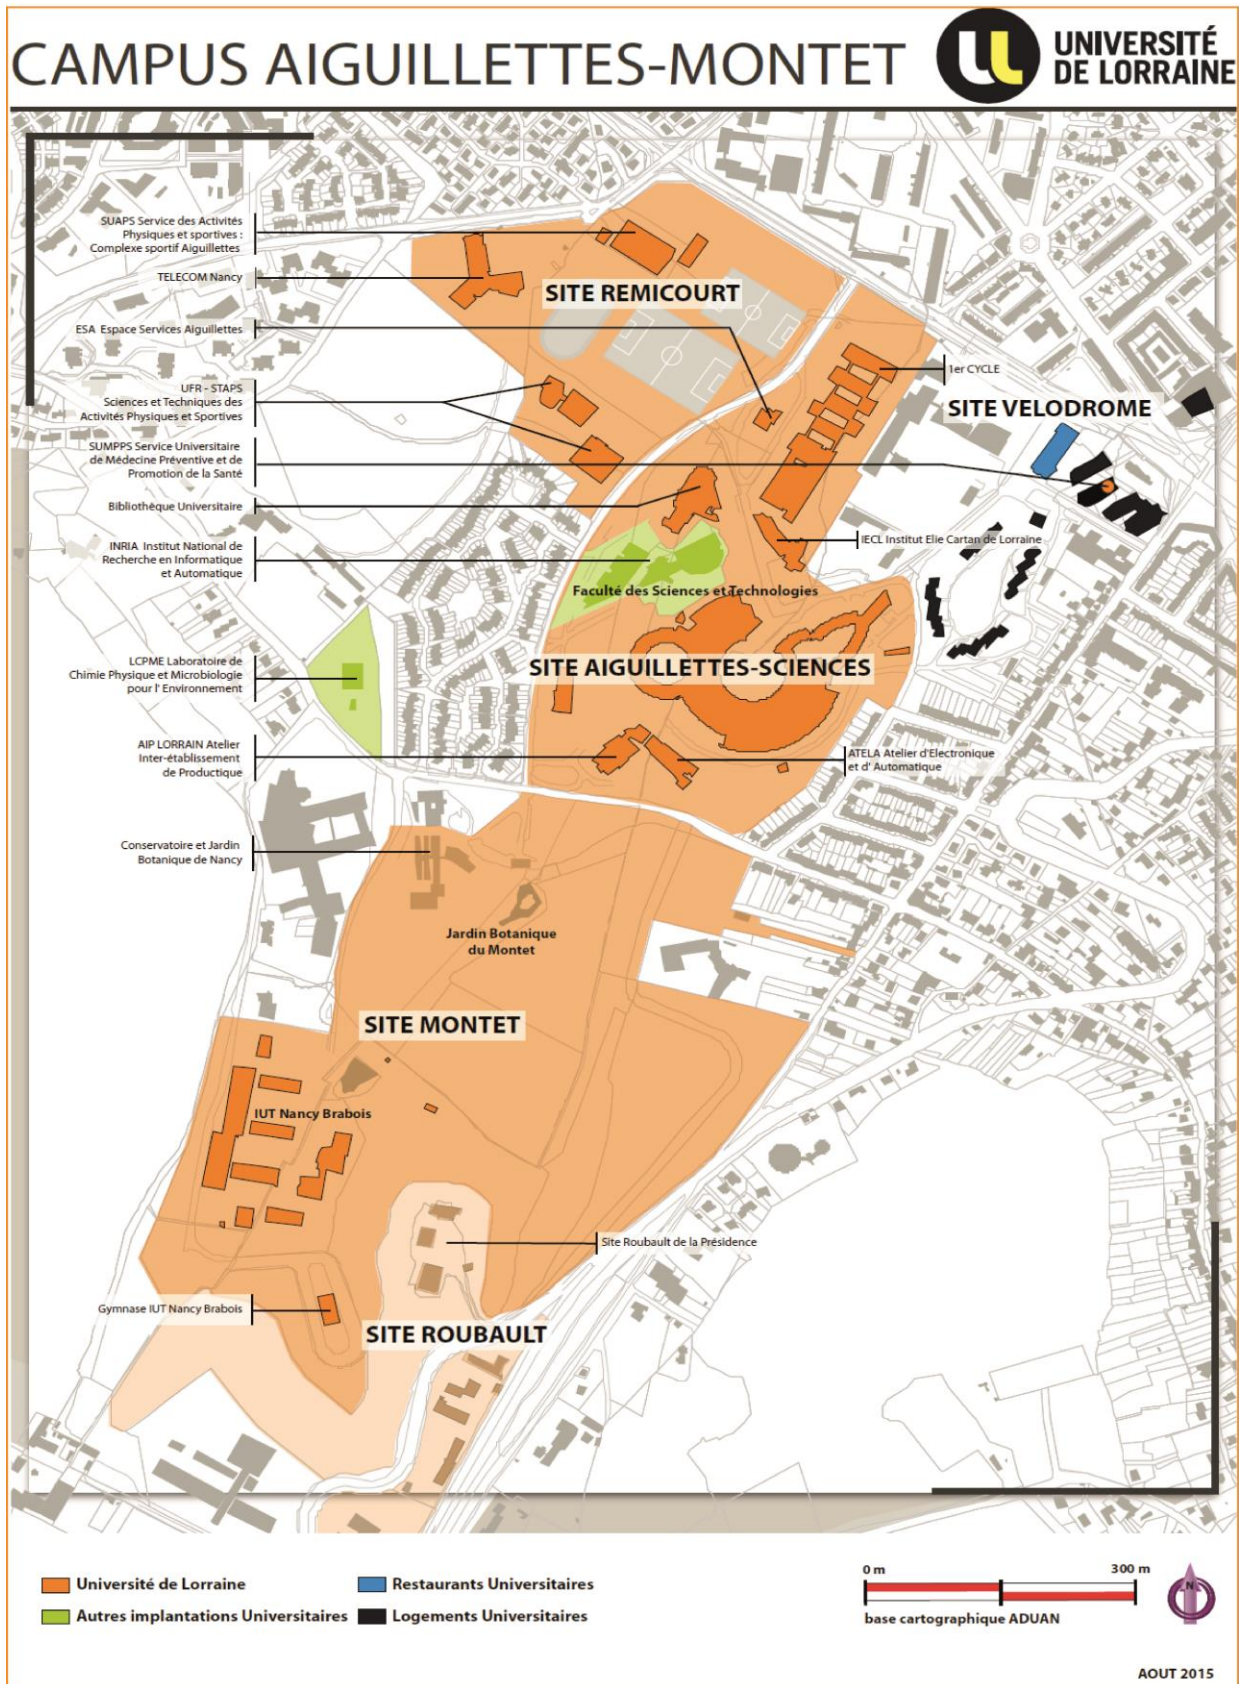 CAMPUS AIGUILLETTES-MONTET
UNIVERSITÉ
DE LORRAINE
SUAPS Service des Activités
Physiques et sportives :
Complexe sportif Aiguillettes
TELECOM Nancy
ESA Espace Services Aiguillettes
UFR - STAPS
Sciences et Techniques des
Activités Physiques et Sportives
SUMPPS Service Universitaire
de Médecine Préventive et de
Promotion de la Santé
Bibliothèque Universitaire
INRIA Institut National de
Recherche en Informatique
et Automatique
LCPME Laboratoire de
Chimie Physique et Microbiologie
pour l' Environnement
AIP LORRAIN Atelier
Inter-établissement
de Productique
Conservatoire et Jardin
Botanique de Nancy
Gymnase IUT Nancy Brabois
SITE REMICOURT
1er CYCLE
SITE VELODROME
IECL Institut Elie Cartan de Lorraine
Faculté des Sciences et Technologies
SITE AIGUILLETTES-SCIENCES
ATELA Atelier d'Electronique
et d' Automatique
Jardin Botanique
du Montet
SITE MONTET
IUT Nancy Brabois
Site Roubault de la Présidence
SITE ROUBAULT
Université de Lorraine
Autres implantations Universitaires
Restaurants Universitaires
Logements Universitaires
0 m
300 m
base cartographique ADUAN
N
AOUT 2015